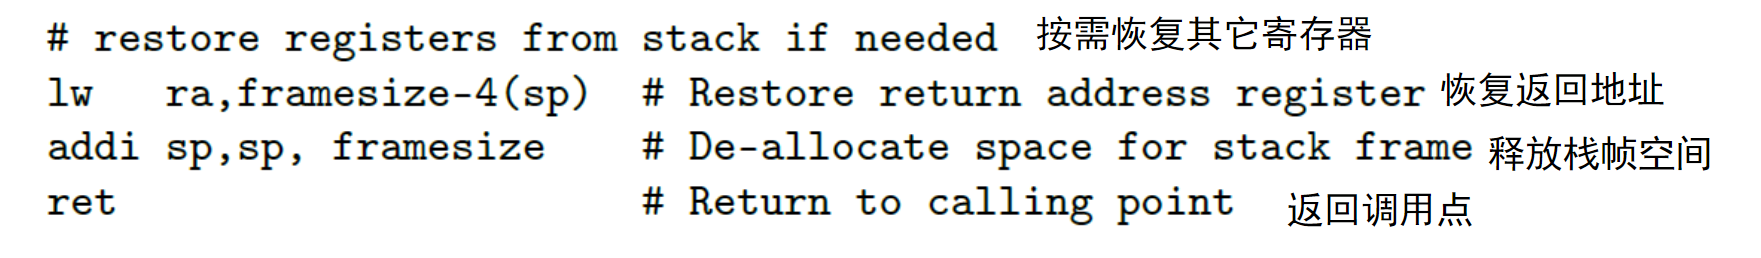 # restore registers from stack if needed 按需恢复其它寄存器
lw ra,framesize-4(sp) # Restore return address register 恢复返回地址
addi sp,sp, framesize # De-allocate space for stack frame 释放栈帧空间
ret # Return to calling point 返回调用点